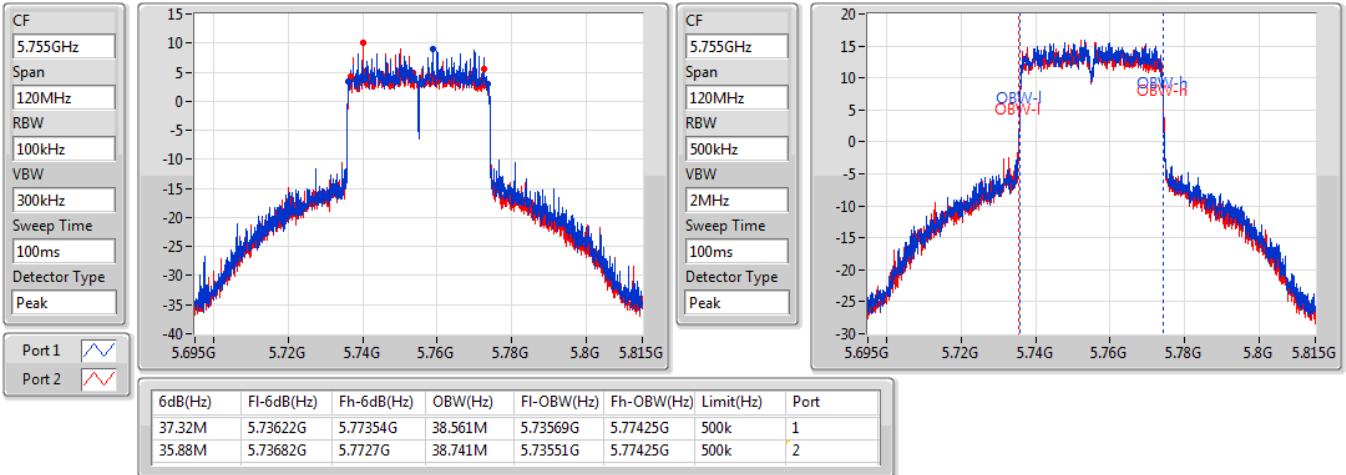 CF
5.755GHz
Span
120MHz
RBW
100kHz
VBW
300kHz
Sweep Time
100ms
Detector Type
Peak
Port 1
Port 2
15
10
5
0
-5
-10
-15
-20
-25
-30
-35
-40
5.695G 5.72G 5.74G 5.76G 5.78G 5.8G 5.815G
CF
5.755GHz
Span
120MHz
RBW
500kHz
VBW
2MHz
Sweep Time
100ms
Detector Type
Peak
20
15
10
5
0
-5
-10
-15
-20
-25
-30
OBW-l
OBW-l
OBW-h
OBW-h
5.695G 5.72G 5.74G 5.76G 5.78G 5.8G 5.815G
6dB(Hz) Fl-6dB(Hz) Fh-6dB(Hz) OBW(Hz) Fl-OBW(Hz) Fh-OBW(Hz) Limit(Hz) Port
37.32M 5.73622G 5.77354G 38.561M 5.73569G 5.77425G 500k 1
35.88M 5.73682G 5.7727G 38.741M 5.73551G 5.77425G 500k 2